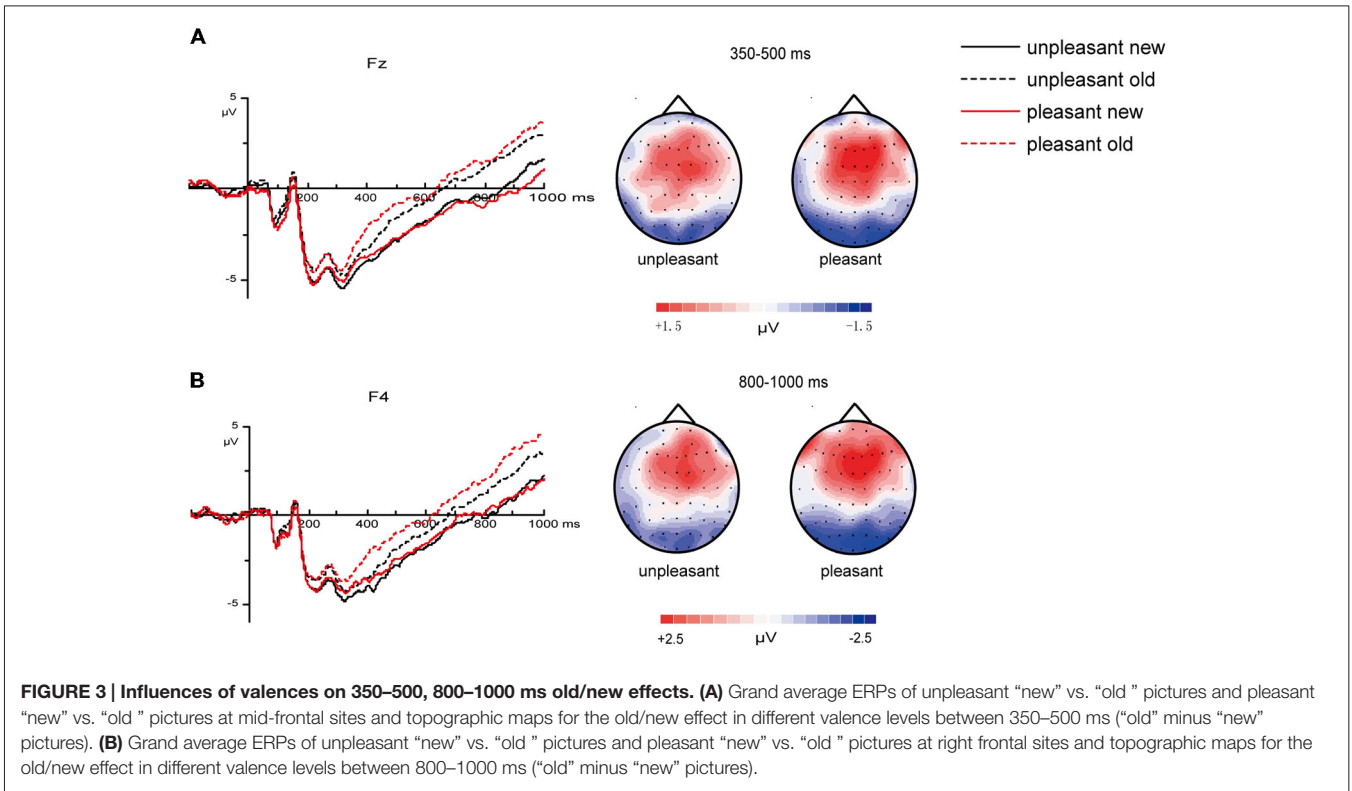 A
Fz
350-500 ms
unpleasant new
unpleasant old
pleasant new
pleasant old
5
µV
200
400
600
800
1000 ms
-5
unpleasant
pleasant
+1.5
µV
-1.5
B
F4
800-1000 ms
5
µV
200
400
600
800
1000 ms
-5
unpleasant
pleasant
+2.5
µV
-2.5
FIGURE 3 | Influences of valences on 350–500, 800–1000 ms old/new effects. (A) Grand average ERPs of unpleasant “new” vs. “old ” pictures and pleasant
“new” vs. “old ” pictures at mid-frontal sites and topographic maps for the old/new effect in different valence levels between 350–500 ms (“old” minus “new”
pictures). (B) Grand average ERPs of unpleasant “new” vs. “old ” pictures and pleasant “new” vs. “old ” pictures at right frontal sites and topographic maps for the
old/new effect in different valence levels between 800–1000 ms (“old” minus “new” pictures).